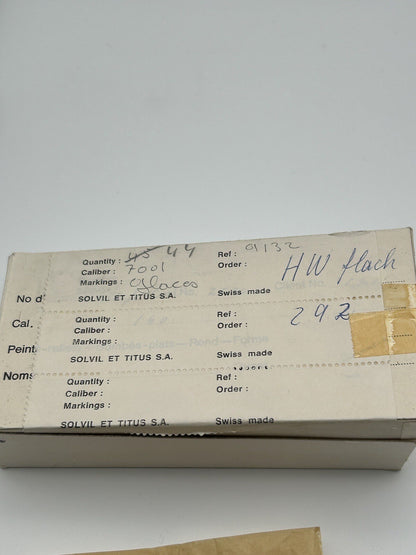 Quantity : 45 44 Ref : 9132
Caliber : 7001 Order : HW flach
Markings : glaces
No d'
SOLVIL ET TITUS S.A. Swiss made
Quantity : Ref : 292
Cal. Caliber : Order :
Markings :
Peint
SOLVIL ET TITUS S.A. Swiss made
Noms
Quantity : Ref :
Caliber : Order :
Markings :
SOLVIL ET TITUS S.A. Swiss made